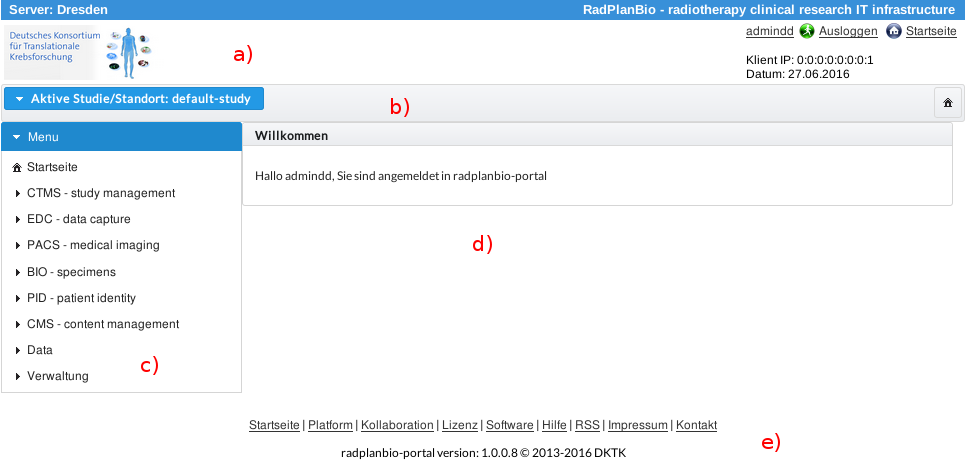 Server: Dresden
RadPlanBio - radiotherapy clinical research IT infrastructure
Deutsches Konsortium
für Translationale
Krebsforschung
a)
admindd Ausloggen Startseite
Klient IP: 0:0:0:0:0:0:0:1
Datum: 27.06.2016
Aktive Studie/Standort: default-study
b)
Menu
Startseite
CTMS - study management
EDC - data capture
PACS - medical imaging
BIO - specimens
PID - patient identity
CMS - content management
Data
Verwaltung
c)
Willkommen
Hallo admindd, Sie sind angemeldet in radplanbio-portal
d)
Startseite | Platform | Kollaboration | Lizenz | Software | Hilfe | RSS | Impressum | Kontakt
e)
radplanbio-portal version: 1.0.0.8 © 2013-2016 DKTK